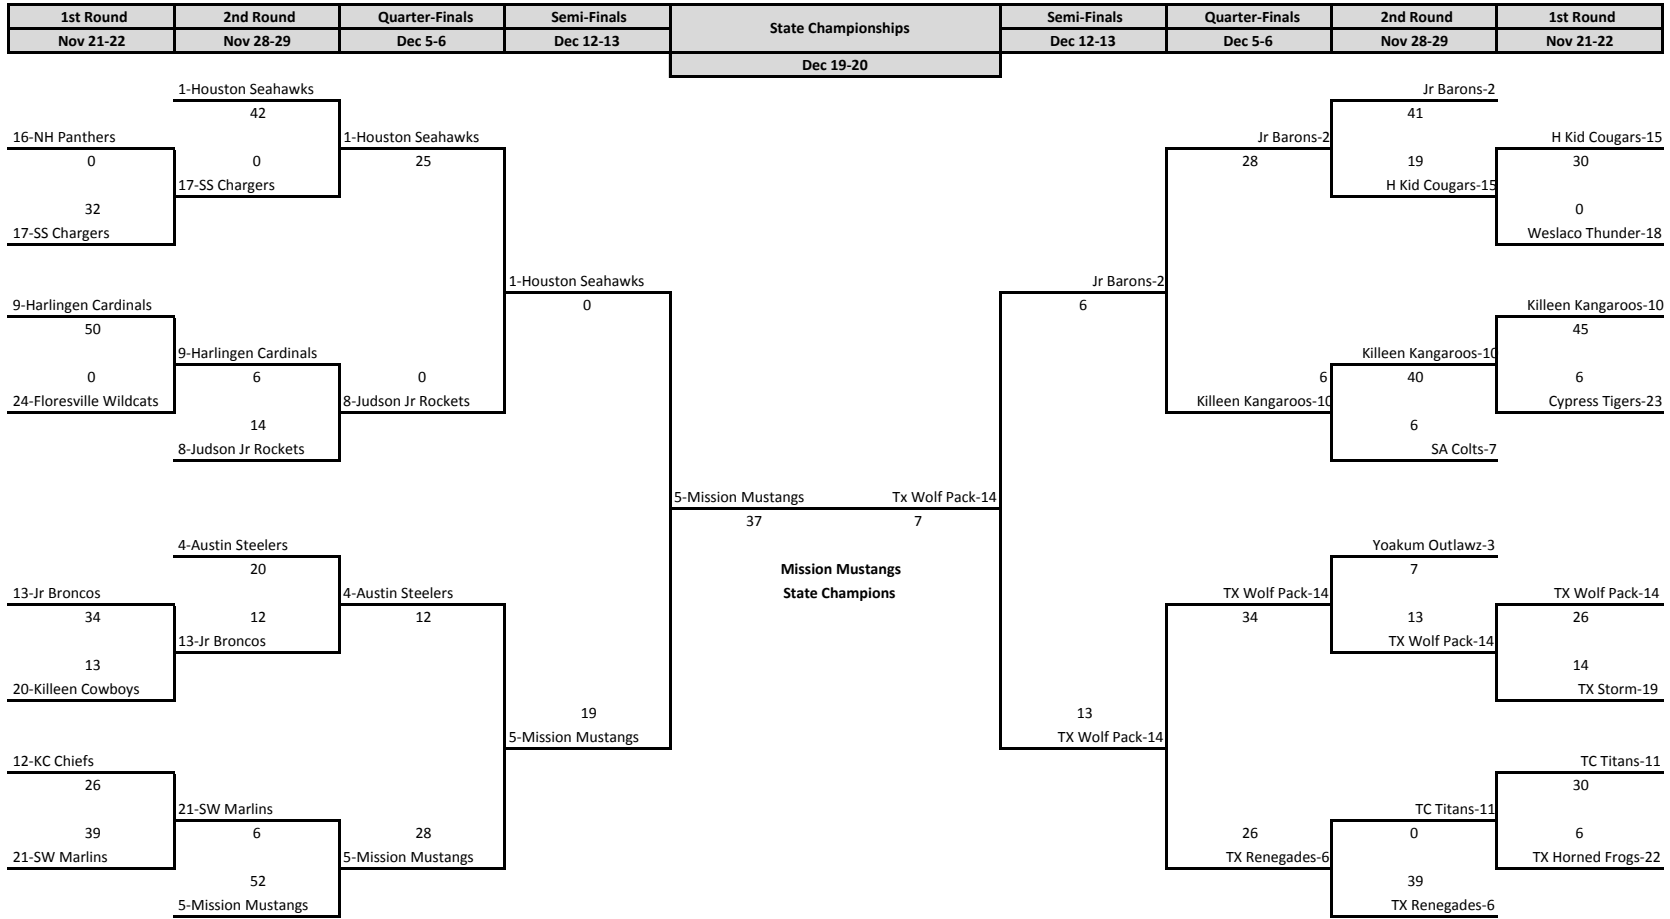 1st Round 2nd Round Quarter-Finals Semi-Finals State Championships Semi-Finals Quarter-Finals 2nd Round 1st Round
Nov 21-22 Nov 28-29 Dec 5-6 Dec 12-13 Dec 12-13 Dec 5-6 Nov 28-29 Nov 21-22
Dec 19-20
1-Houston Seahawks Jr Barons-2
42 41
16-NH Panthers 1-Houston Seahawks Jr Barons-2 H Kid Cougars-15
0 0 25 28 19 30
17-SS Chargers H Kid Cougars-15
32 0
17-SS Chargers Weslaco Thunder-18
1-Houston Seahawks Jr Barons-2
9-Harlingen Cardinals 0 6 Killeen Kangaroos-10
50 45
9-Harlingen Cardinals Killeen Kangaroos-10
0 6 0 6 40 6
24-Floresville Wildcats 8-Judson Jr Rockets Killeen Kangaroos-10 Cypress Tigers-23
14 6
8-Judson Jr Rockets SA Colts-7
5-Mission Mustangs Tx Wolf Pack-14
37 7
4-Austin Steelers Yoakum Outlawz-3
20 Mission Mustangs 7
13-Jr Broncos 4-Austin Steelers State Champions TX Wolf Pack-14 TX Wolf Pack-14
34 12 12 34 13 26
13-Jr Broncos TX Wolf Pack-14
13 14
20-Killeen Cowboys TX Storm-19
19 13
5-Mission Mustangs TX Wolf Pack-14
12-KC Chiefs TC Titans-11
26 30
21-SW Marlins TC Titans-11
39 6 28 26 0 6
21-SW Marlins 5-Mission Mustangs TX Renegades-6 TX Horned Frogs-22
52 39
5-Mission Mustangs TX Renegades-6